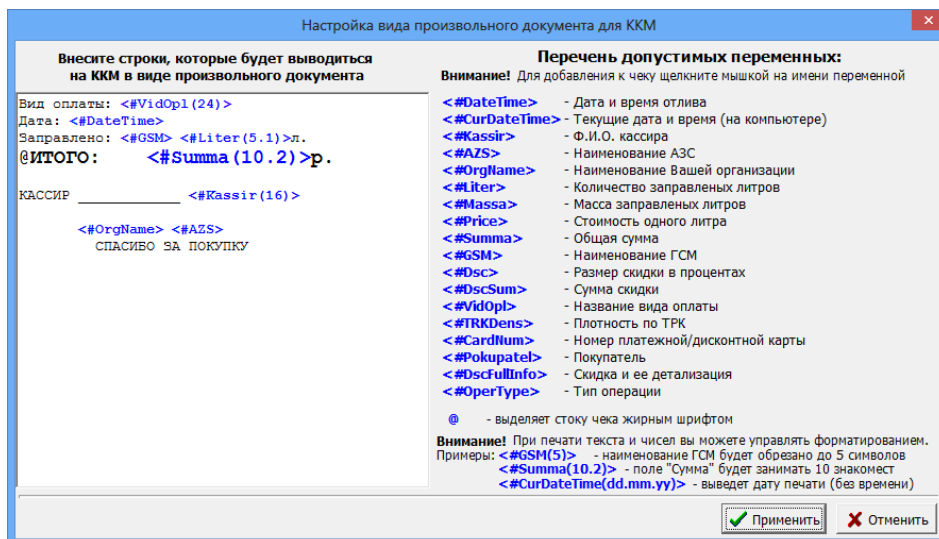 Настройка вида произвольного документа для ККМ
Внесите строки, которые будет выводиться
на ККМ в виде произвольного документа
Вид оплаты: <#VidOpl(24)>
Дата: <#DateTime>
Заправлено: <#GSM> <#Liter(5.1)>л.
@ИТОГО: <#Summa(10.2)>р.
КАССИР ____________ <#Kassir(16)>
<#OrgName> <#AZS>
СПАСИБО ЗА ПОКУПКУ
Перечень допустимых переменных:
Внимание! Для добавления к чеку щелкните мышкой на имени переменной
<#DateTime> - Дата и время отлива
<#CurDateTime> - Текущие дата и время (на компьютере)
<#Kassir> - Ф.И.О. кассира
<#AZS> - Наименование АЗС
<#OrgName> - Наименование Вашей организации
<#Liter> - Количество заправленых литров
<#Massa> - Масса заправленых литров
<#Price> - Стоимость одного литра
<#Summa> - Общая сумма
<#GSM> - Наименование ГСМ
<#Dsc> - Размер скидки в процентах
<#DscSum> - Сумма скидки
<#VidOpl> - Название вида оплаты
<#TRKDens> - Плотность по ТРК
<#CardNum> - Номер платежной/дисконтной карты
<#Pokupatel> - Покупатель
<#DscFullInfo> - Скидка и ее детализация
<#OperType> - Тип операции
@ - выделяет стоку чека жирным шрифтом
Внимание! При печати текста и чисел вы можете управлять форматированием.
Примеры: <#GSM(5)> - наименование ГСМ будет обрезано до 5 символов
<#Summa(10.2)> - поле "Сумма" будет занимать 10 знакомест
<#CurDateTime(dd.mm.yy)> - выведет дату печати (без времени)
Применить Отменить